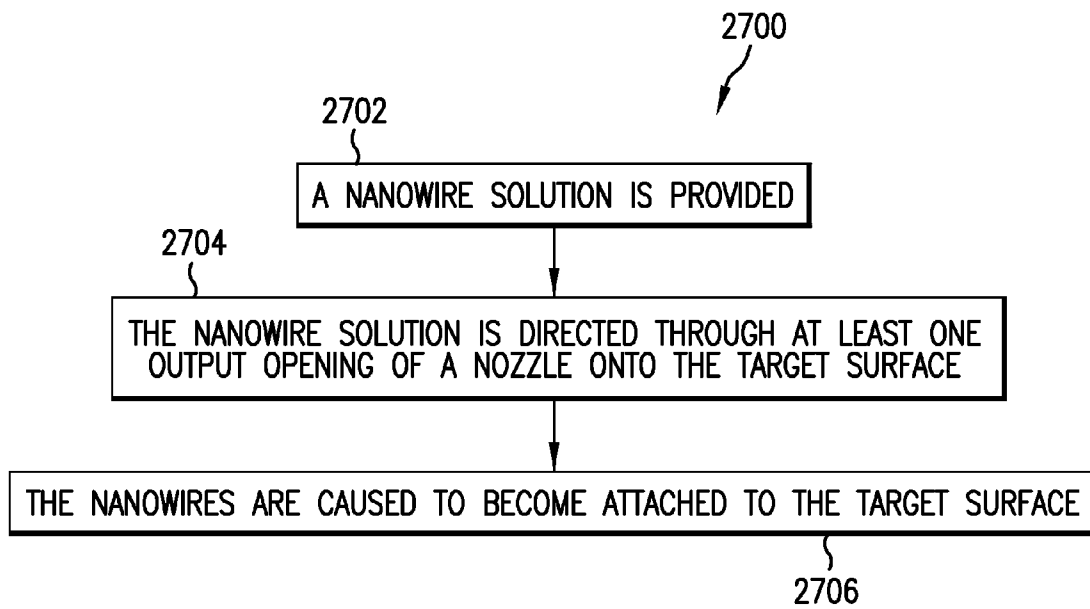 2700
2702
A NANOWIRE SOLUTION IS PROVIDED
2704
THE NANOWIRE SOLUTION IS DIRECTED THROUGH AT LEAST ONE
OUTPUT OPENING OF A NOZZLE ONTO THE TARGET SURFACE
THE NANOWIRES ARE CAUSED TO BECOME ATTACHED TO THE TARGET SURFACE
2706